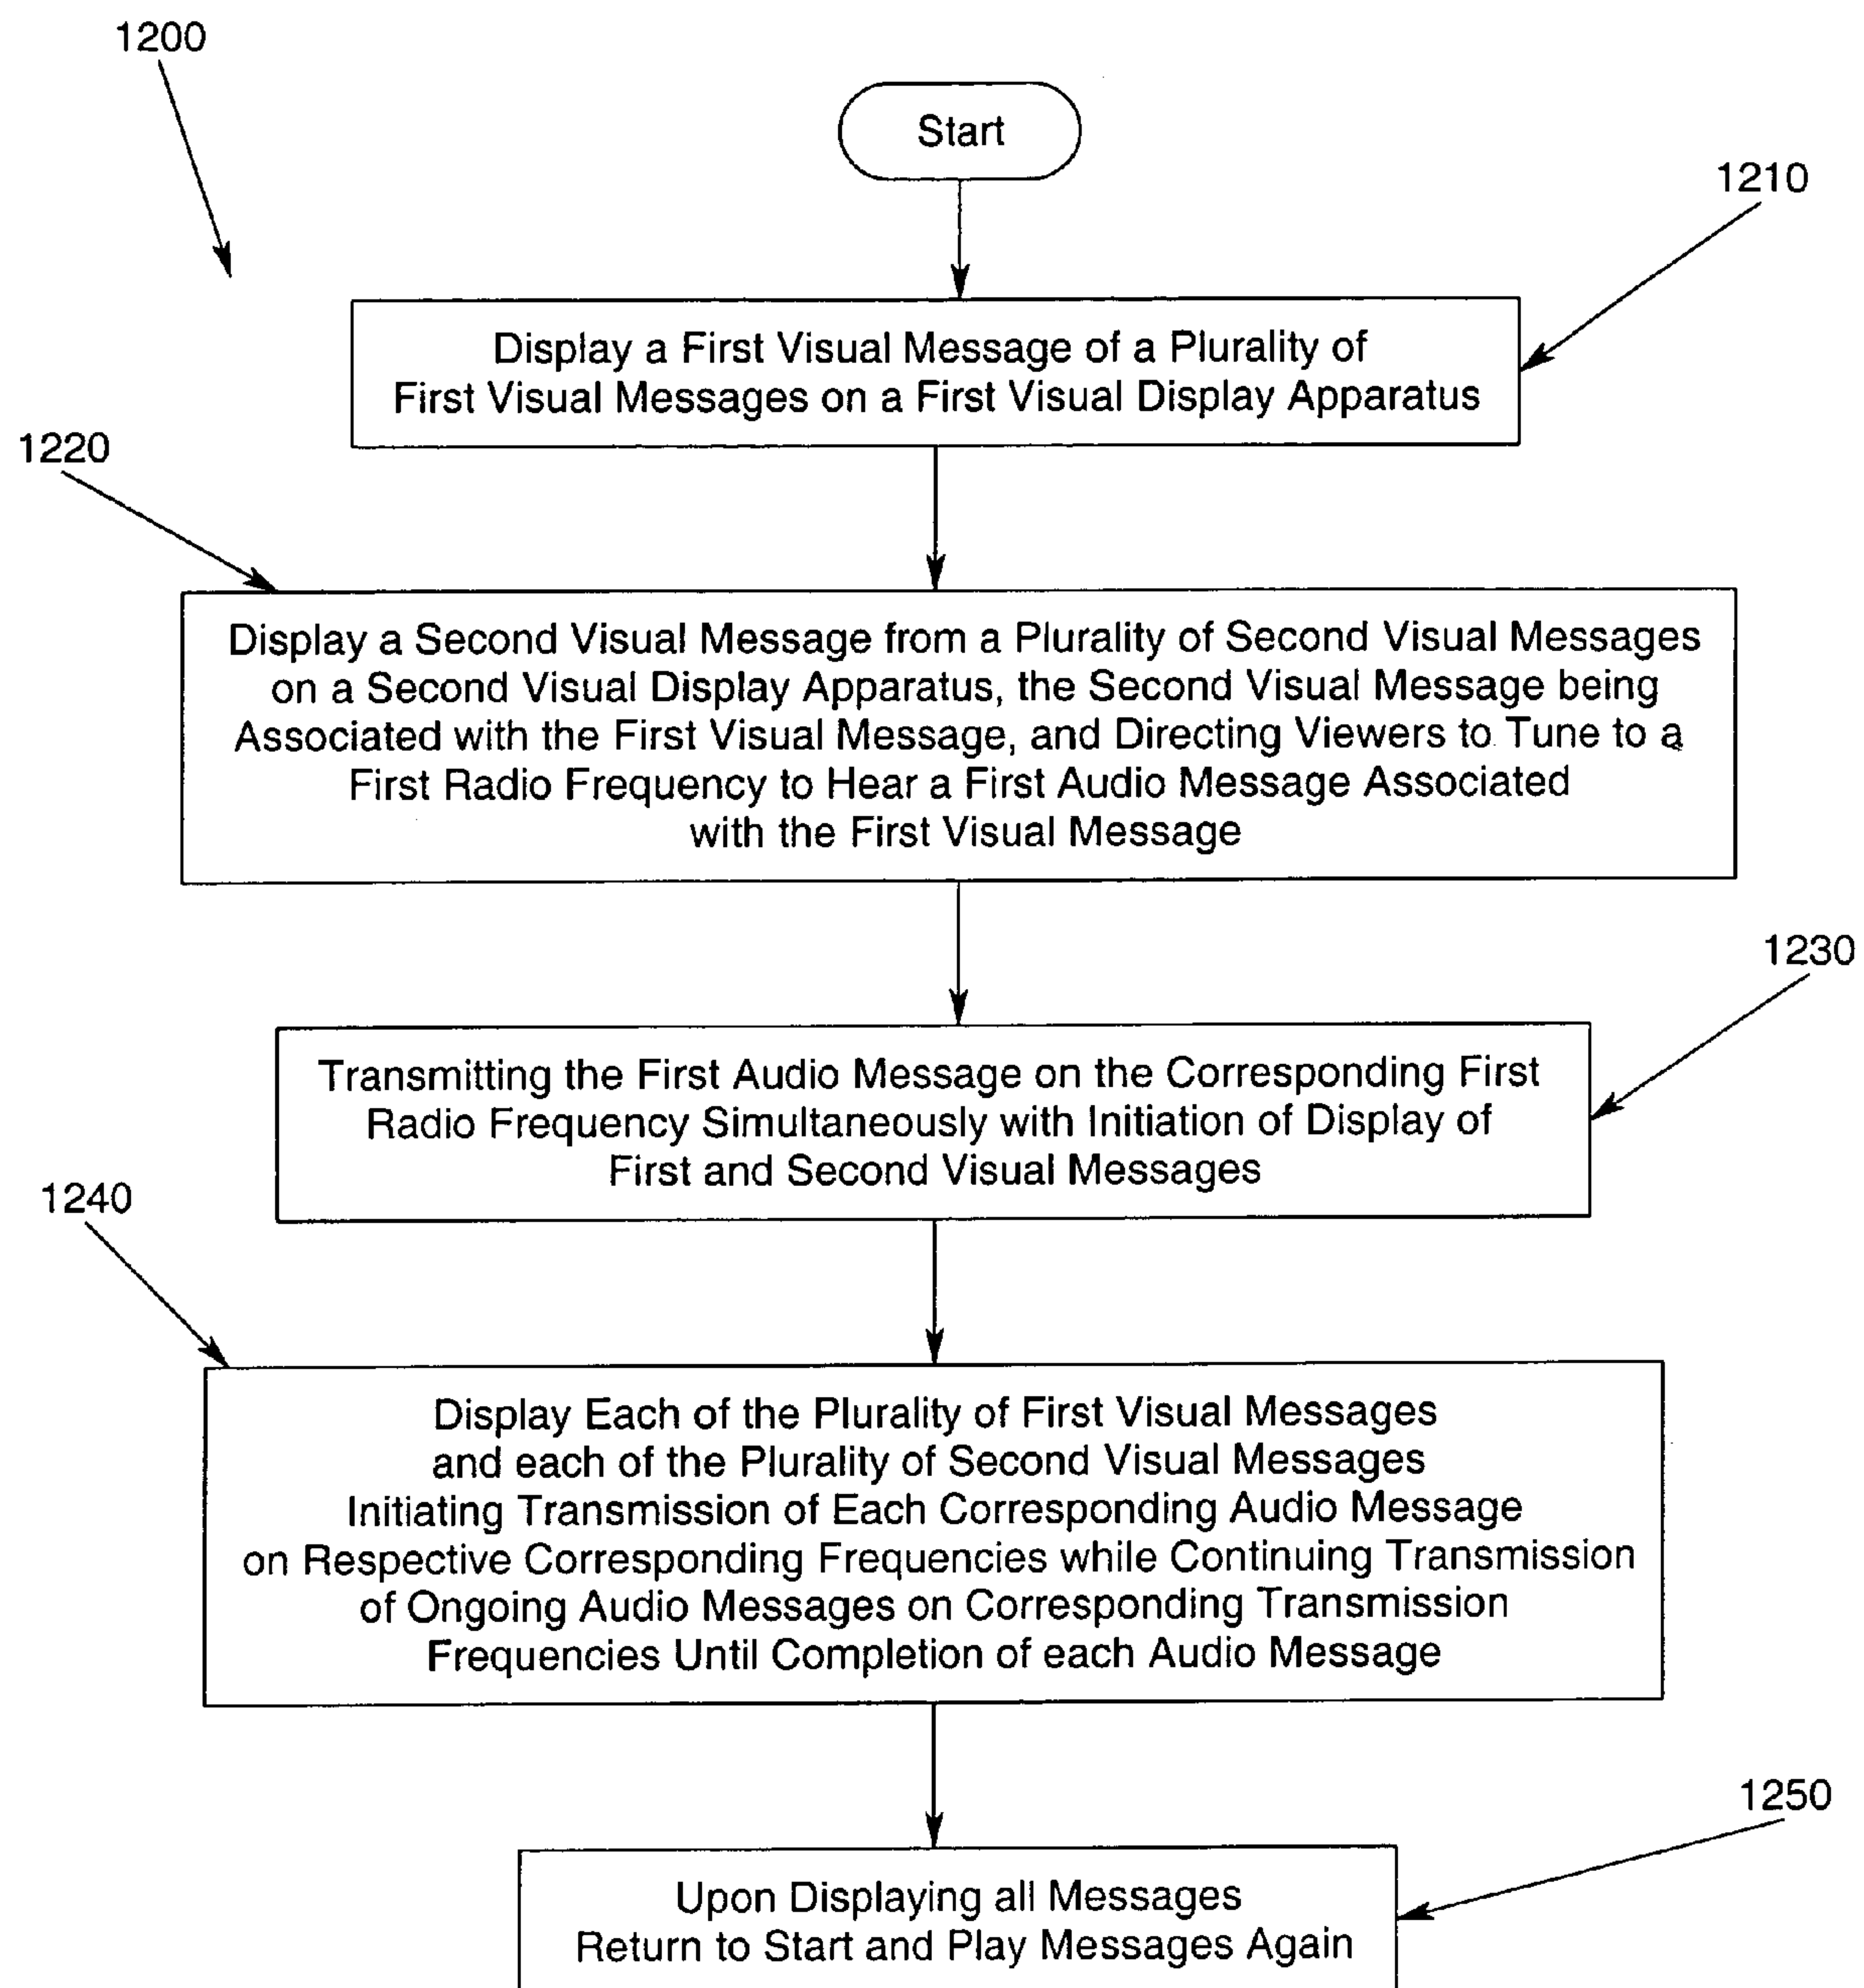 1200
Start
1210
Display a First Visual Message of a Plurality of
First Visual Messages on a First Visual Display Apparatus
1220
Display a Second Visual Message from a Plurality of Second Visual Messages
on a Second Visual Display Apparatus, the Second Visual Message being
Associated with the First Visual Message, and Directing Viewers to Tune to a
First Radio Frequency to Hear a First Audio Message Associated
with the First Visual Message
1230
Transmitting the First Audio Message on the Corresponding First
Radio Frequency Simultaneously with Initiation of Display of
First and Second Visual Messages
1240
Display Each of the Plurality of First Visual Messages
and each of the Plurality of Second Visual Messages
Initiating Transmission of Each Corresponding Audio Message
on Respective Corresponding Frequencies while Continuing Transmission
of Ongoing Audio Messages on Corresponding Transmission
Frequencies Until Completion of each Audio Message
1250
Upon Displaying all Messages
Return to Start and Play Messages Again